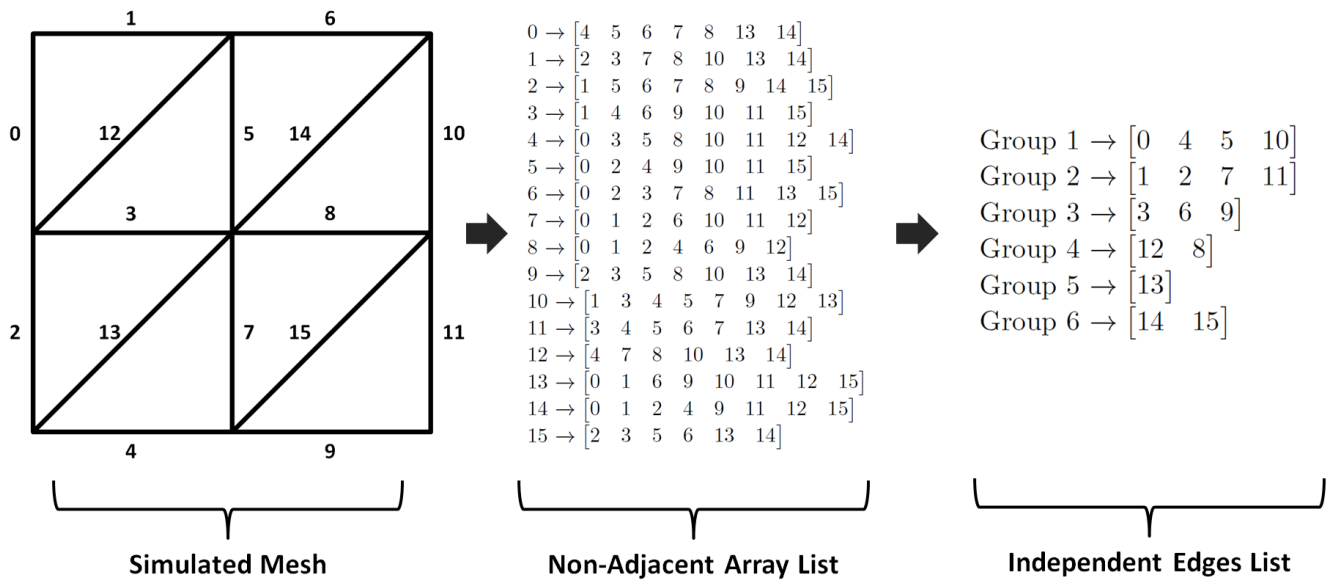 1 6
0 12 5 14 10
3 8
2 13 7 15 11
4 9
Simulated Mesh
0 → [4 5 6 7 8 13 14]
1 → [2 3 7 8 10 13 14]
2 → [1 5 6 7 8 9 14 15]
3 → [1 4 6 9 10 11 15]
4 → [0 3 5 8 10 11 12 14]
5 → [0 2 4 9 10 11 15]
6 → [0 2 3 7 8 11 13 15]
7 → [0 1 2 6 10 11 12]
8 → [0 1 2 4 6 9 12]
9 → [2 3 5 8 10 13 14]
10 → [1 3 4 5 7 9 12 13]
11 → [3 4 5 6 7 13 14]
12 → [4 7 8 10 13 14]
13 → [0 1 6 9 10 11 12 15]
14 → [0 1 2 4 9 11 12 15]
15 → [2 3 5 6 13 14]
Non-Adjacent Array List
Group 1 → [0 4 5 10]
Group 2 → [1 2 7 11]
Group 3 → [3 6 9]
Group 4 → [12 8]
Group 5 → [13]
Group 6 → [14 15]
Independent Edges List